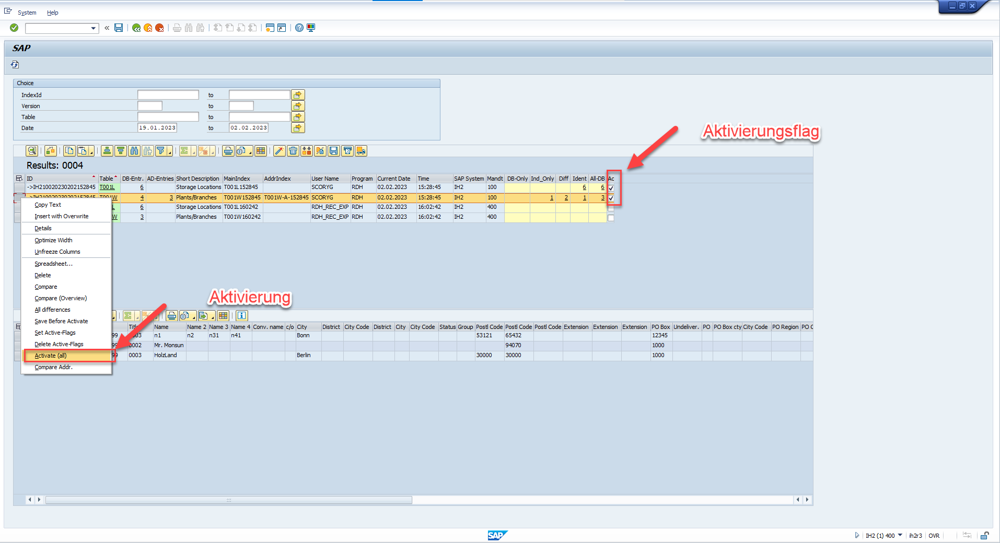 System Help
SAP
Choice
IndexId to
Version to
Table to
Date 19.01.2023 to 02.02.2023
Aktivierungsflag
Results: 0004
ID Table DB-Entr. AD-Entries Short Description MainIndex AddrIndex User Name Program Current Date Time SAP System Mandt DB-Only Ind_Only Diff Ident All-DB Ac
->IH2100202302021528​45 T001L 6 Storage Locations T001L152845 SCORYG RDH 02.02.2023 15:28:45 IH2 100 6 6
->IH210020230202152845 T001W 4 3 Plants/Branches T001W152845 T001W-A-152845 SCORYG RDH 02.02.2023 15:28:45 IH2 100 1 2 1 3
L 6 Storage Locations T001L160242 RDH_REC_EXP RDH 02.02.2023 16:02:42 IH2 400
W 3 Plants/Branches T001W160242 RDH_REC_EXP RDH 02.02.2023 16:02:42 IH2 400
Copy Text
Insert with Overwrite
Details
Optimize Width
Unfreeze Columns
Spreadsheet...
Delete
Compare
Compare (Overview)
All differences
Save Before Activate
Set Active-Flags
Delete Active-Flags
Activate (all)
Compare Addr.
Aktivierung
Title Name Name 2 Name 3 Name 4 Conv. name c/o City District City Code District City City Code Status Group Postl Code Postl Code Postl Code Extension Extension Extension PO Box Undeliver. PO PO Box cty City Code PO Region PO C
99 0003 n1 n2 n31 n41 Bonn 53121 65432 12345
99 0002 Mr. Monsun 94070 1000
99 0003 HolzLand Berlin 30000 30000 1000
SAP
IH2 (1) 400 ih2r3 OVR